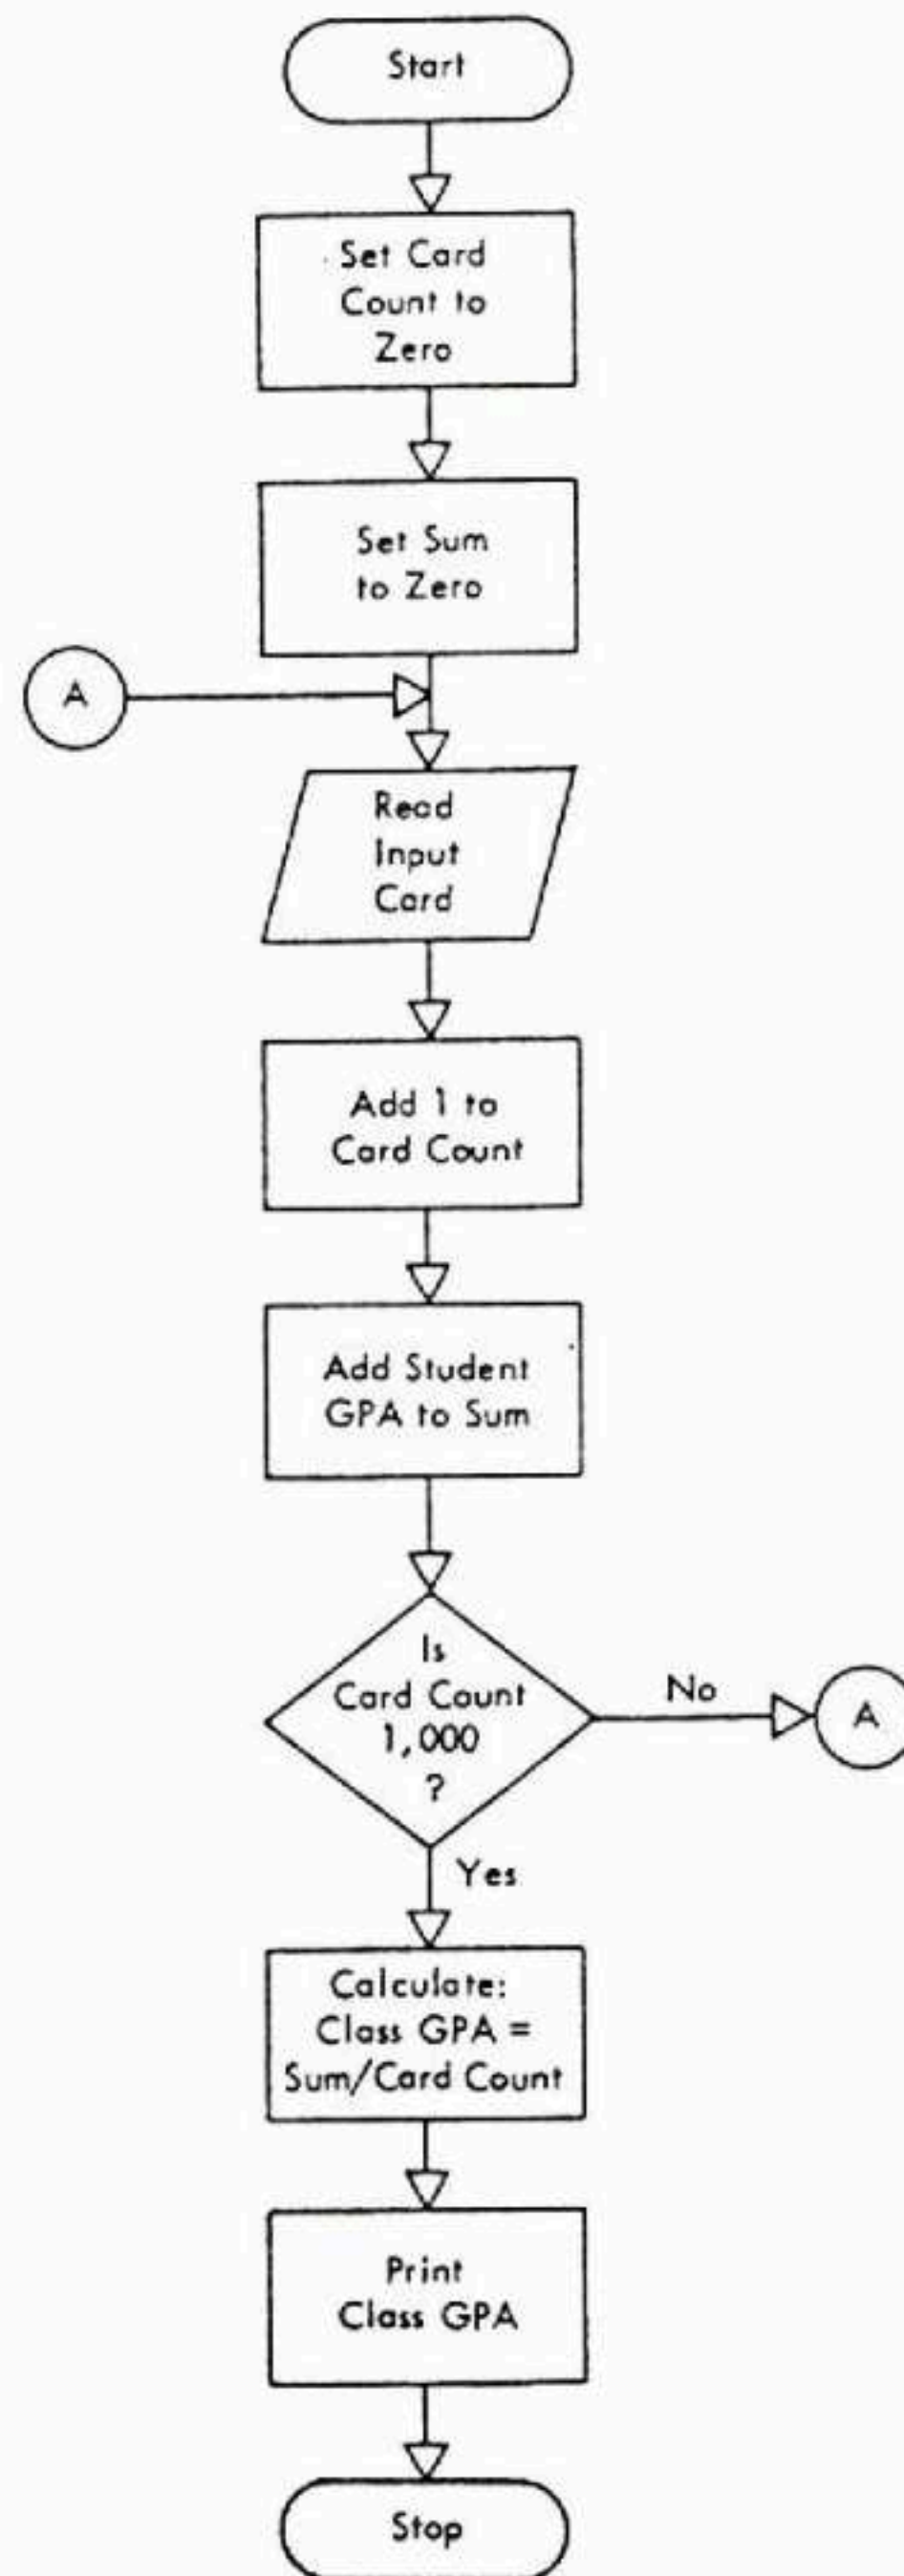 Start
Set Card
Count to
Zero
Set Sum
to Zero
A
Read
Input
Card
Add 1 to
Card Count
Add Student
GPA to Sum
Is
Card Count
1,000
?
No
A
Yes
Calculate:
Class GPA =
Sum/Card Count
Print
Class GPA
Stop